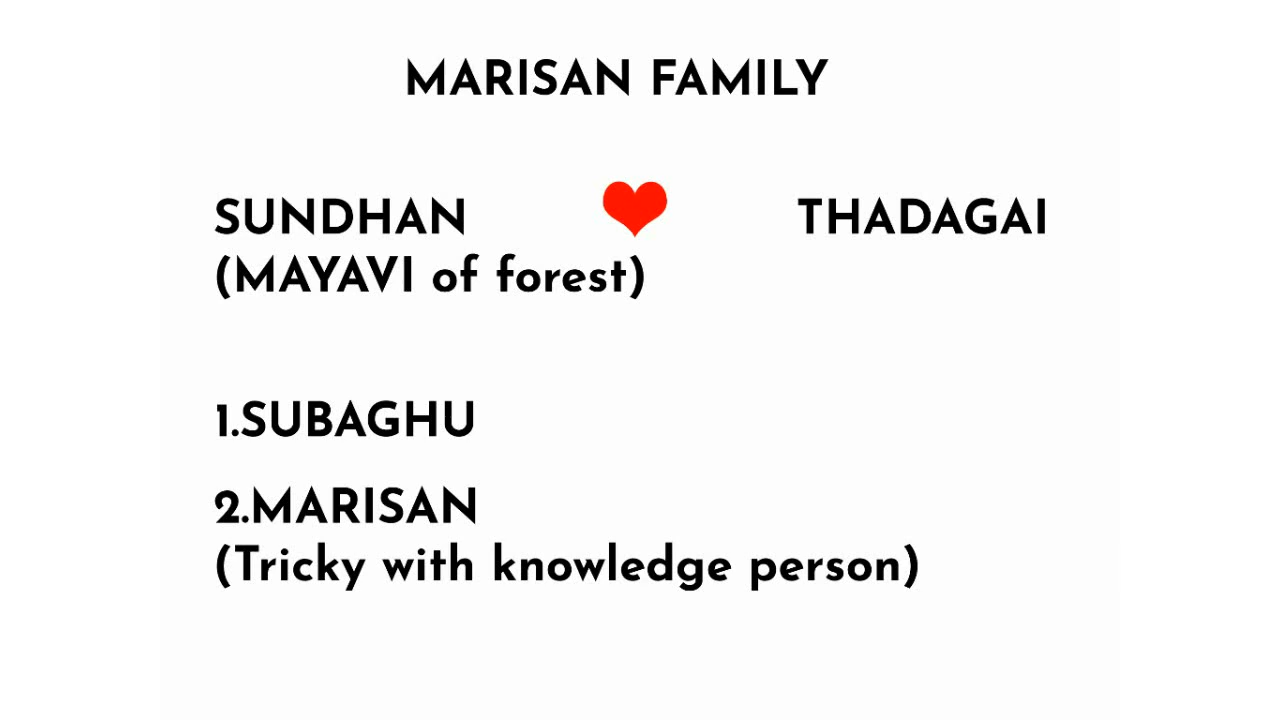 MARISAN FAMILY
SUNDHAN THADAGAI
(MAYAVI of forest)
1.SUBAGHU
2.MARISAN
(Tricky with knowledge person)